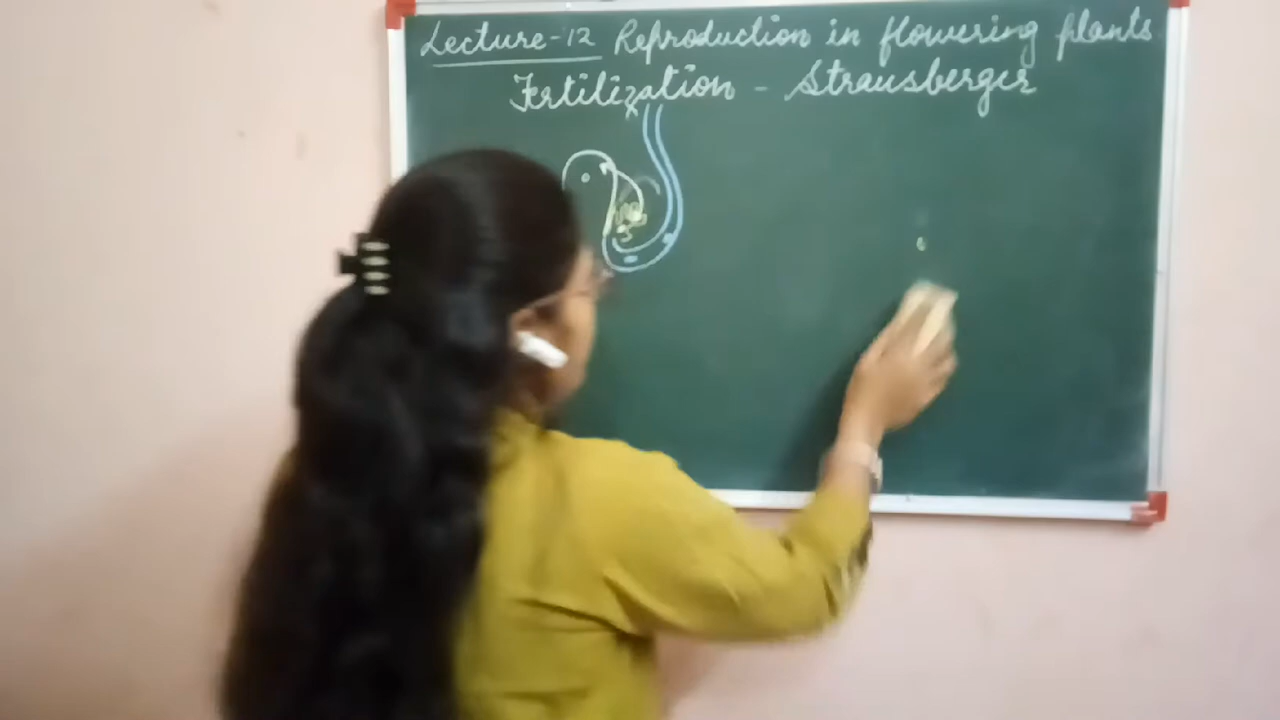 Lecture-12 Reproduction in flowering plants
Fertilization - Strausberger